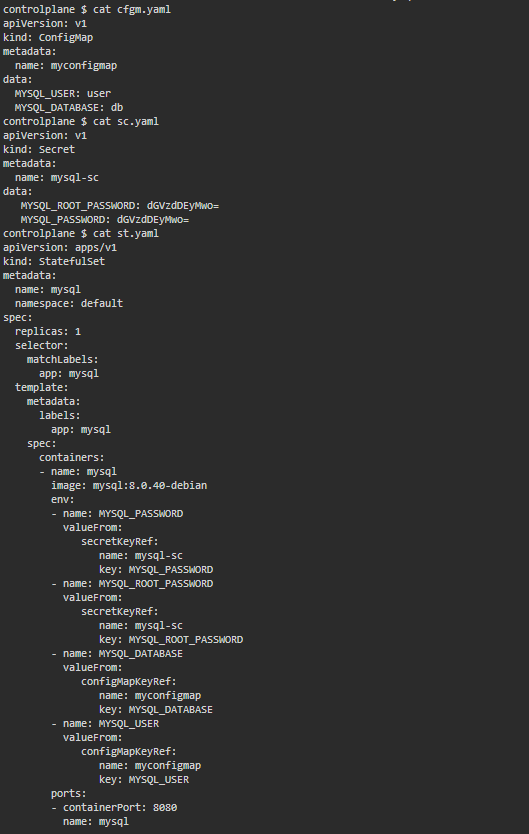 controlplane $ cat cfgm.yaml
apiVersion: v1
kind: ConfigMap
metadata:
  name: myconfigmap
data:
  MYSQL_USER: user
  MYSQL_DATABASE: db
controlplane $ cat sc.yaml
apiVersion: v1
kind: Secret
metadata:
  name: mysql-sc
data:
   MYSQL_ROOT_PASSWORD: dGVzdDEyMwo=
   MYSQL_PASSWORD: dGVzdDEyMwo=
controlplane $ cat st.yaml
apiVersion: apps/v1
kind: StatefulSet
metadata:
  name: mysql
  namespace: default
spec:
  replicas: 1
  selector:
    matchLabels:
      app: mysql
  template:
    metadata:
      labels:
        app: mysql
    spec:
      containers:
      - name: mysql
        image: mysql:8.0.40-debian
        env:
        - name: MYSQL_PASSWORD
          valueFrom:
             secretKeyRef:
                name: mysql-sc
                key: MYSQL_PASSWORD
        - name: MYSQL_ROOT_PASSWORD
          valueFrom:
             secretKeyRef:
                name: mysql-sc
                key: MYSQL_ROOT_PASSWORD
        - name: MYSQL_DATABASE
          valueFrom:
             configMapKeyRef:
                name: myconfigmap
                key: MYSQL_DATABASE
        - name: MYSQL_USER
          valueFrom:
             configMapKeyRef:
                name: myconfigmap
                key: MYSQL_USER
        ports:
        - containerPort: 8080
          name: mysql